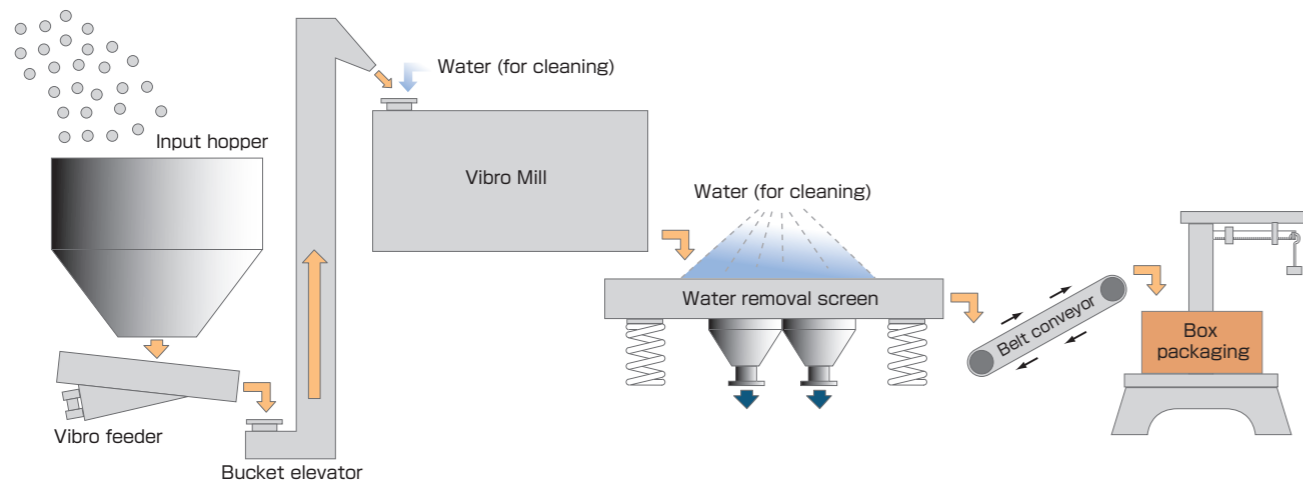 Water (for cleaning)
Input hopper
Vibro Mill
Water (for cleaning)
Water removal screen
Belt conveyor
Box
packaging
Vibro feeder
Bucket elevator